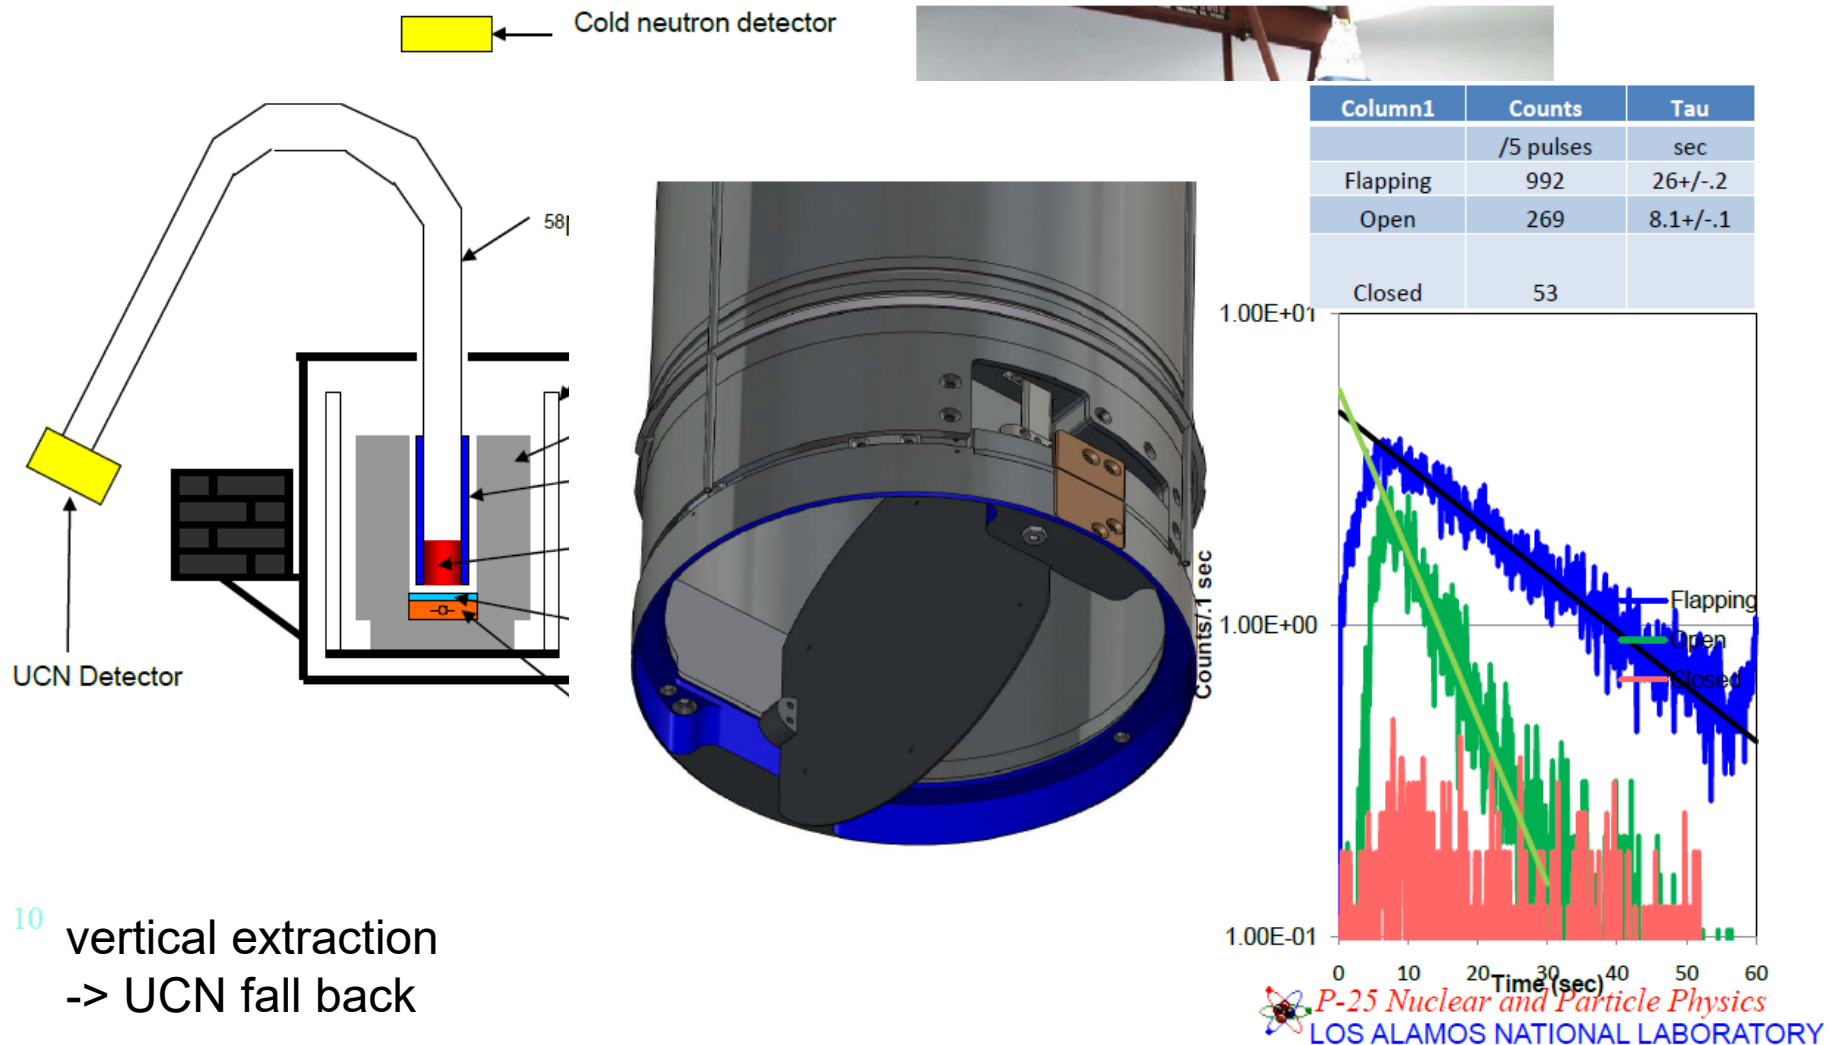 Cold neutron detector
58
UCN Detector
Column1 Counts Tau
/5 pulses sec
Flapping 992 26+/-.2
Open 269 8.1+/-.1
Closed 53
1.00E+01
1.00E+00
1.00E-01
Counts/.1 sec
Flapping
Open
Closed
0 10 20 30 40 50 60
Time (sec)
10
vertical extraction
-> UCN fall back
P-25 Nuclear and Particle Physics
LOS ALAMOS NATIONAL LABORATORY